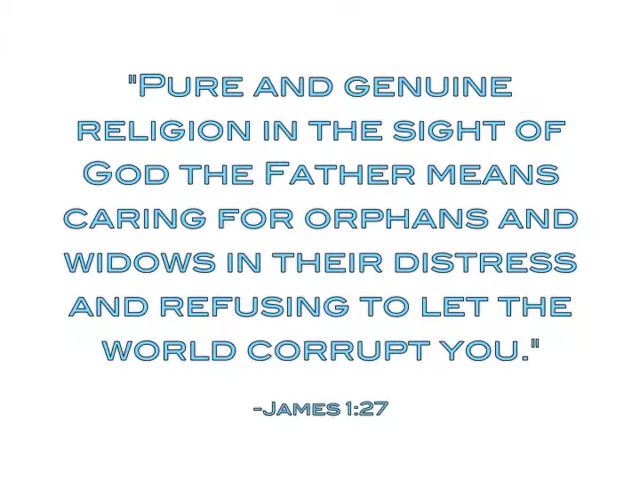 "Pure and genuine
religion in the sight of
God the Father means
caring for orphans and
widows in their distress
and refusing to let the
world corrupt you."
-James 1:27